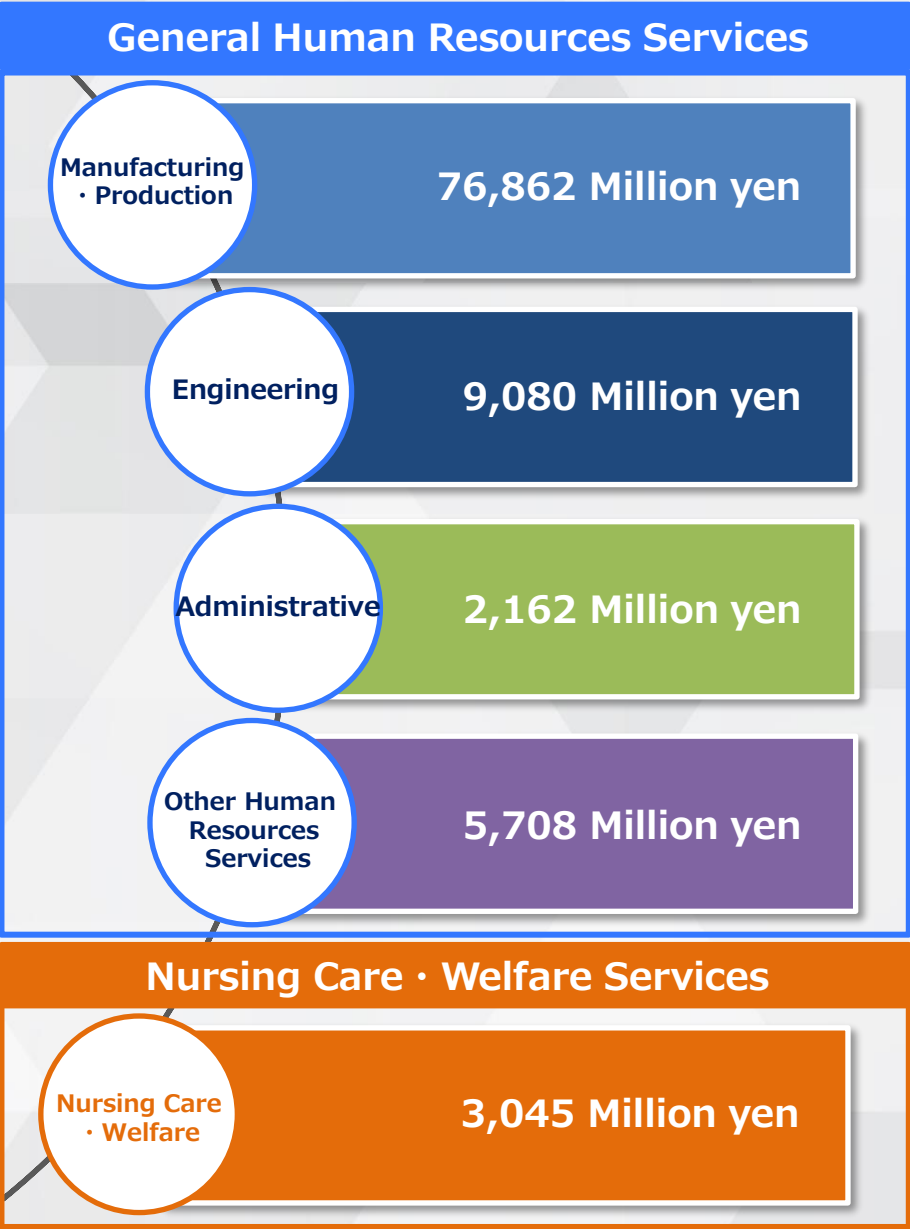 General Human Resources Services
Manufacturing
・Production
76,862 Million yen
Engineering
9,080 Million yen
Administrative
2,162 Million yen
Other Human
Resources
Services
5,708 Million yen
Nursing Care・Welfare Services
Nursing Care
・Welfare
3,045 Million yen